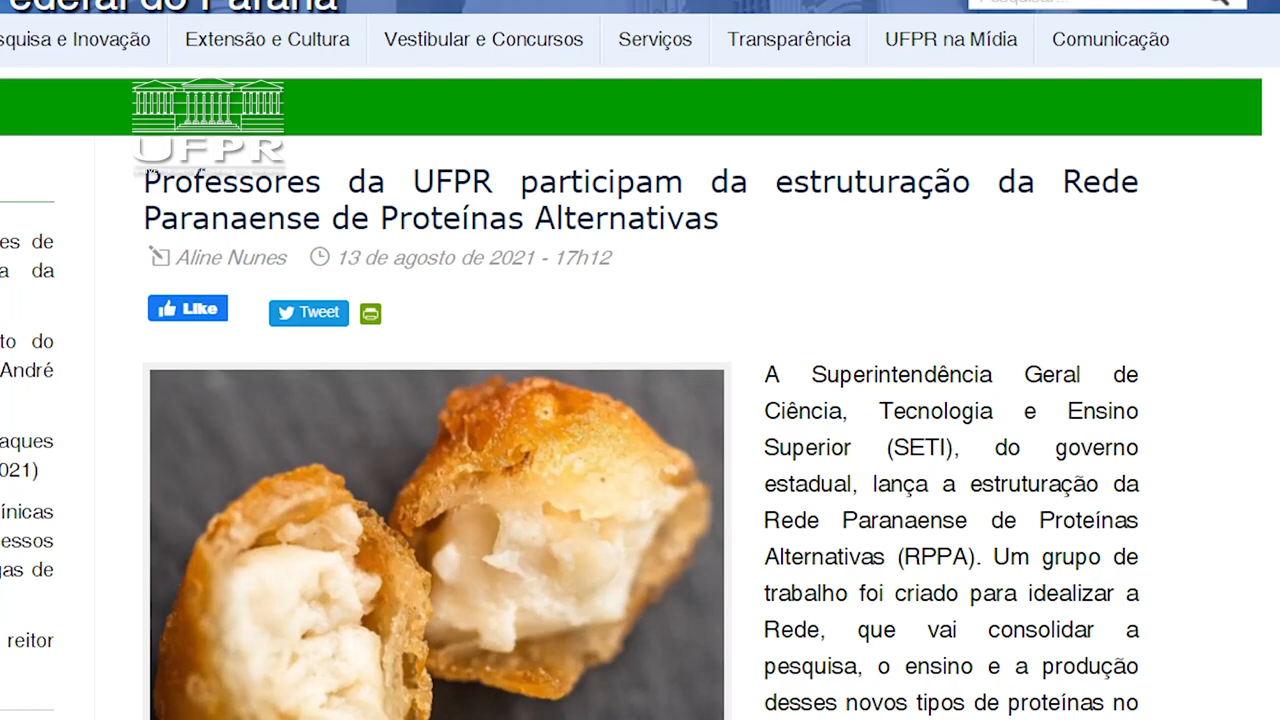 ederal do Paraná
Pesquisar...
squisa e Inovação
Extensão e Cultura
Vestibular e Concursos
Serviços
Transparência
UFPR na Mídia
Comunicação
UFPR
Professores da UFPR participam da estruturação da Rede
Paranaense de Proteínas Alternativas
Aline Nunes
13 de agosto de 2021 - 17h12
Like
Tweet
es de
a da
to do
André
aques
021)
ínicas
essos
as de
reitor
A Superintendência Geral de
Ciência, Tecnologia e Ensino
Superior (SETI), do governo
estadual, lança a estruturação da
Rede Paranaense de Proteínas
Alternativas (RPPA). Um grupo de
trabalho foi criado para idealizar a
Rede, que vai consolidar a
pesquisa, o ensino e a produção
desses novos tipos de proteínas no